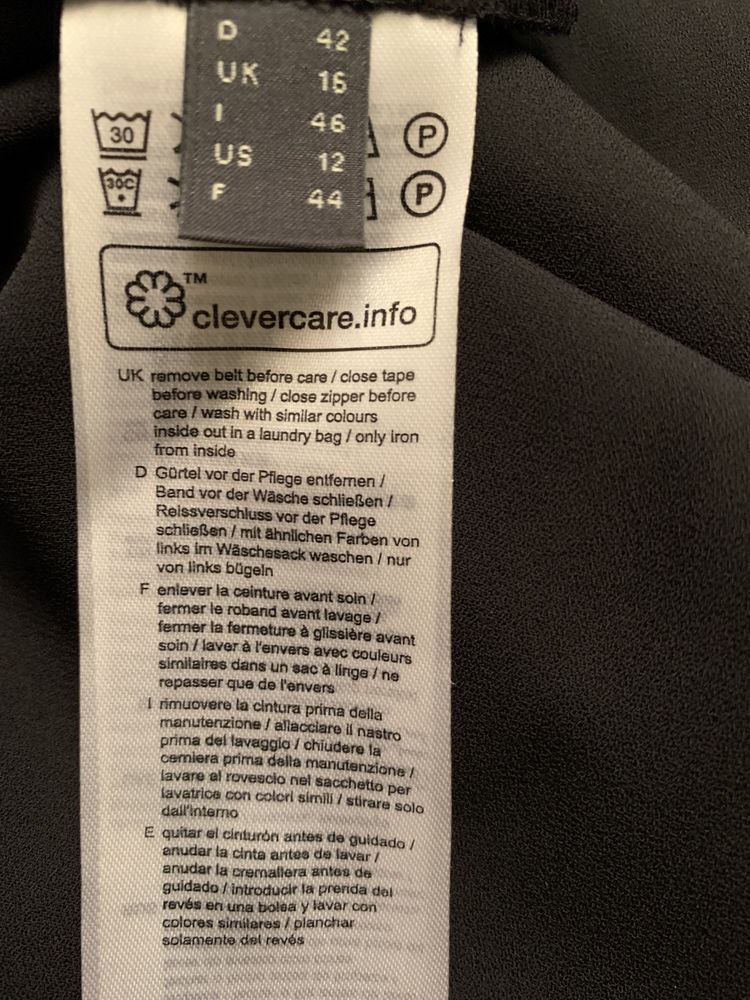 D 42
UK 16
I 46
US 12
F 44
30 P
30C P
TM
clevercare.info
UK remove belt before care / close tape
before washing / close zipper before
care / wash with similar colours
inside out in a laundry bag / only iron
from inside
D Gürtel vor der Pflege entfernen /
Band vor der Wäsche schließen /
Reissverschluss vor der Pflege
schließen / mit ähnlichen Farben von
links im Wäschesack waschen / nur
von links bügeln
F enlever la ceinture avant soin /
fermer le roband avant lavage /
fermer la fermeture à glissière avant
soin / laver à l'envers avec couleurs
similaires dans un sac à linge / ne
repasser que de l'envers
I rimuovere la cintura prima della
manutenzione / allacciare il nastro
prima del lavaggio / chiudere la
cerniera prima della manutenzione /
lavare al rovescio nel sacchetto per
lavatrice con colori simili / stirare solo
dall'interno
E quitar el cinturón antes de guidado /
anudar la cinta antes de lavar /
anudar la cremallera antes de
guidado / introducir la prenda del
revés en una bolsa y lavar con
colores similares / planchar
solamente del revés